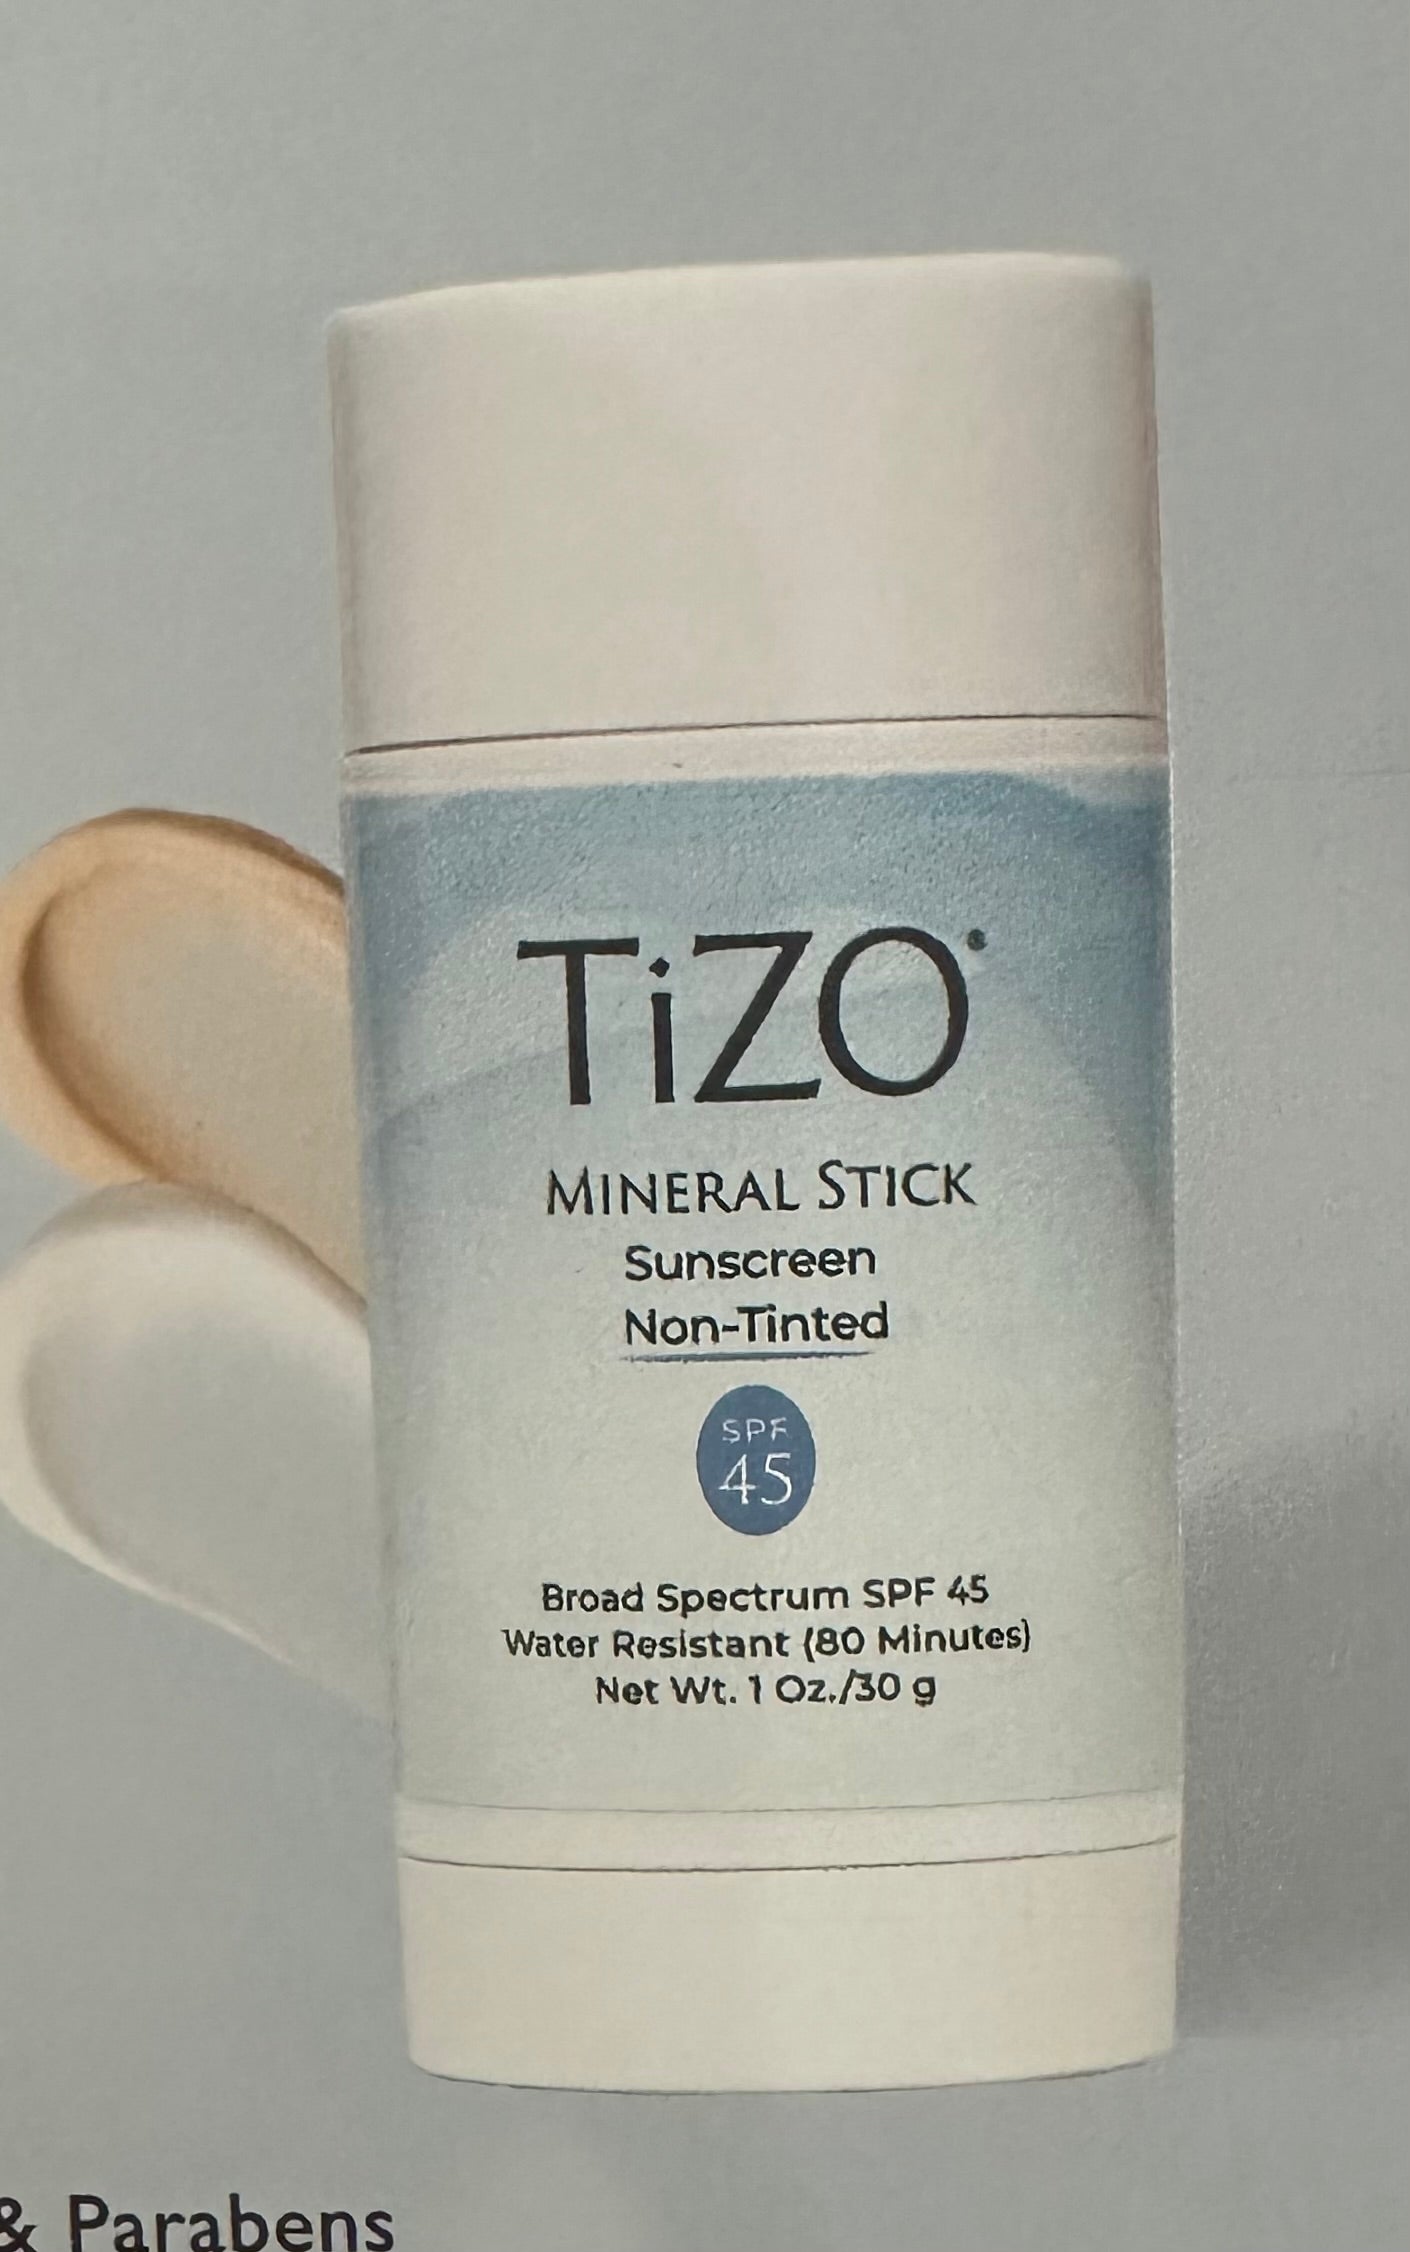 TiZO®
MINERAL STICK
Sunscreen
Non-Tinted
SPF
45
Broad Spectrum SPF 45
Water Resistant (80 Minutes)
Net Wt. 1 Oz./30 g
& Parabens